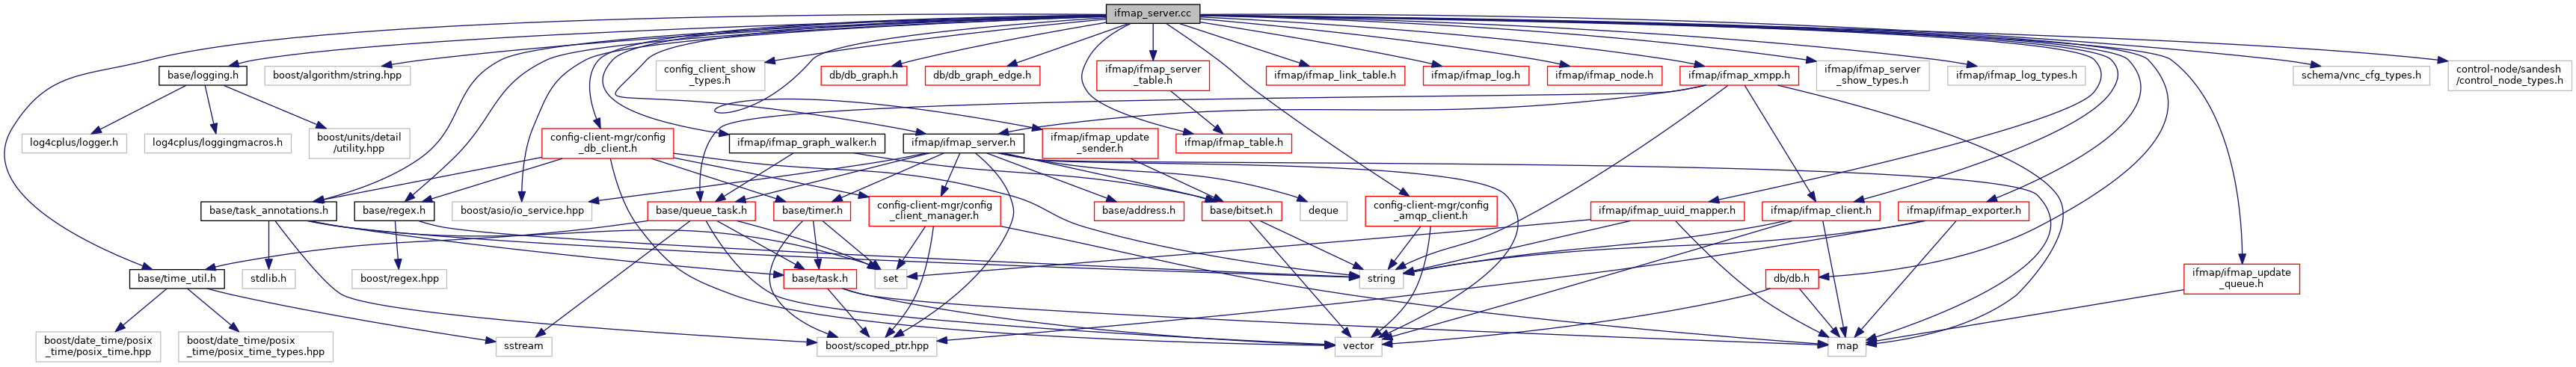 ifmap_server.cc
base/logging.h
boost/algorithm/string.hpp
config_client_show
_types.h
db/db_graph.h
db/db_graph_edge.h
ifmap/ifmap_server
_table.h
ifmap/ifmap_link_table.h
ifmap/ifmap_log.h
ifmap/ifmap_node.h
ifmap/ifmap_xmpp.h
ifmap/ifmap_server
_show_types.h
ifmap/ifmap_log_types.h
schema/vnc_cfg_types.h
control-node/sandesh
/control_node_types.h
log4cplus/logger.h
log4cplus/loggingmacros.h
boost/units/detail
/utility.hpp
config-client-mgr/config
_db_client.h
ifmap/ifmap_graph_walker.h
ifmap/ifmap_server.h
ifmap/ifmap_update
_sender.h
ifmap/ifmap_table.h
base/task_annotations.h
base/regex.h
boost/asio/io_service.hpp
base/queue_task.h
base/timer.h
config-client-mgr/config
_client_manager.h
base/address.h
base/bitset.h
deque
config-client-mgr/config
_amqp_client.h
ifmap/ifmap_uuid_mapper.h
ifmap/ifmap_client.h
ifmap/ifmap_exporter.h
base/time_util.h
stdlib.h
boost/regex.hpp
base/task.h
set
string
db/db.h
ifmap/ifmap_update
_queue.h
boost/date_time/posix
_time/posix_time.hpp
boost/date_time/posix
_time/posix_time_types.hpp
sstream
boost/scoped_ptr.hpp
vector
map